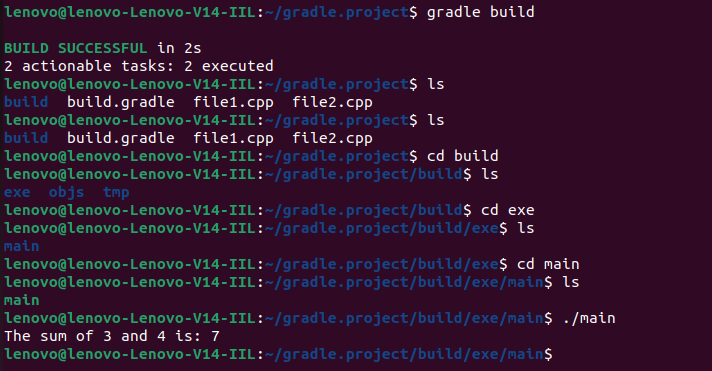 lenovo@lenovo-Lenovo-V14-IIL:~/gradle.project$ gradle build
BUILD SUCCESSFUL in 2s
2 actionable tasks: 2 executed
lenovo@lenovo-Lenovo-V14-IIL:~/gradle.project$ ls
build  build.gradle  file1.cpp  file2.cpp
lenovo@lenovo-Lenovo-V14-IIL:~/gradle.project$ ls
build  build.gradle  file1.cpp  file2.cpp
lenovo@lenovo-Lenovo-V14-IIL:~/gradle.project$ cd build
lenovo@lenovo-Lenovo-V14-IIL:~/gradle.project/build$ ls
exe  objs  tmp
lenovo@lenovo-Lenovo-V14-IIL:~/gradle.project/build$ cd exe
lenovo@lenovo-Lenovo-V14-IIL:~/gradle.project/build/exe$ ls
main
lenovo@lenovo-Lenovo-V14-IIL:~/gradle.project/build/exe$ cd main
lenovo@lenovo-Lenovo-V14-IIL:~/gradle.project/build/exe/main$ ls
main
lenovo@lenovo-Lenovo-V14-IIL:~/gradle.project/build/exe/main$ ./main
The sum of 3 and 4 is: 7
lenovo@lenovo-Lenovo-V14-IIL:~/gradle.project/build/exe/main$